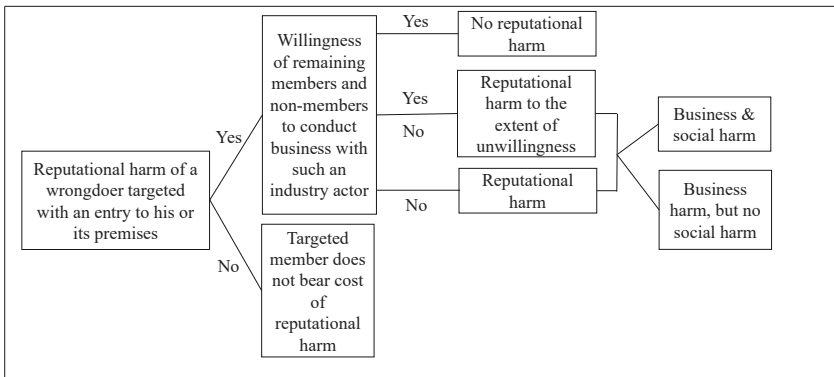 Reputational harm of a
wrongdoer targeted
with an entry to his or
its premises
Yes
No
Willingness
of remaining
members and
non-members
to conduct
business with
such an
industry actor
Targeted
member does
not bear cost
of
reputational
harm
Yes
Yes
No
No
No reputational
harm
Reputational
harm to the
extent of
unwillingness
Reputational
harm
Business &
social harm
Business
harm, but no
social harm